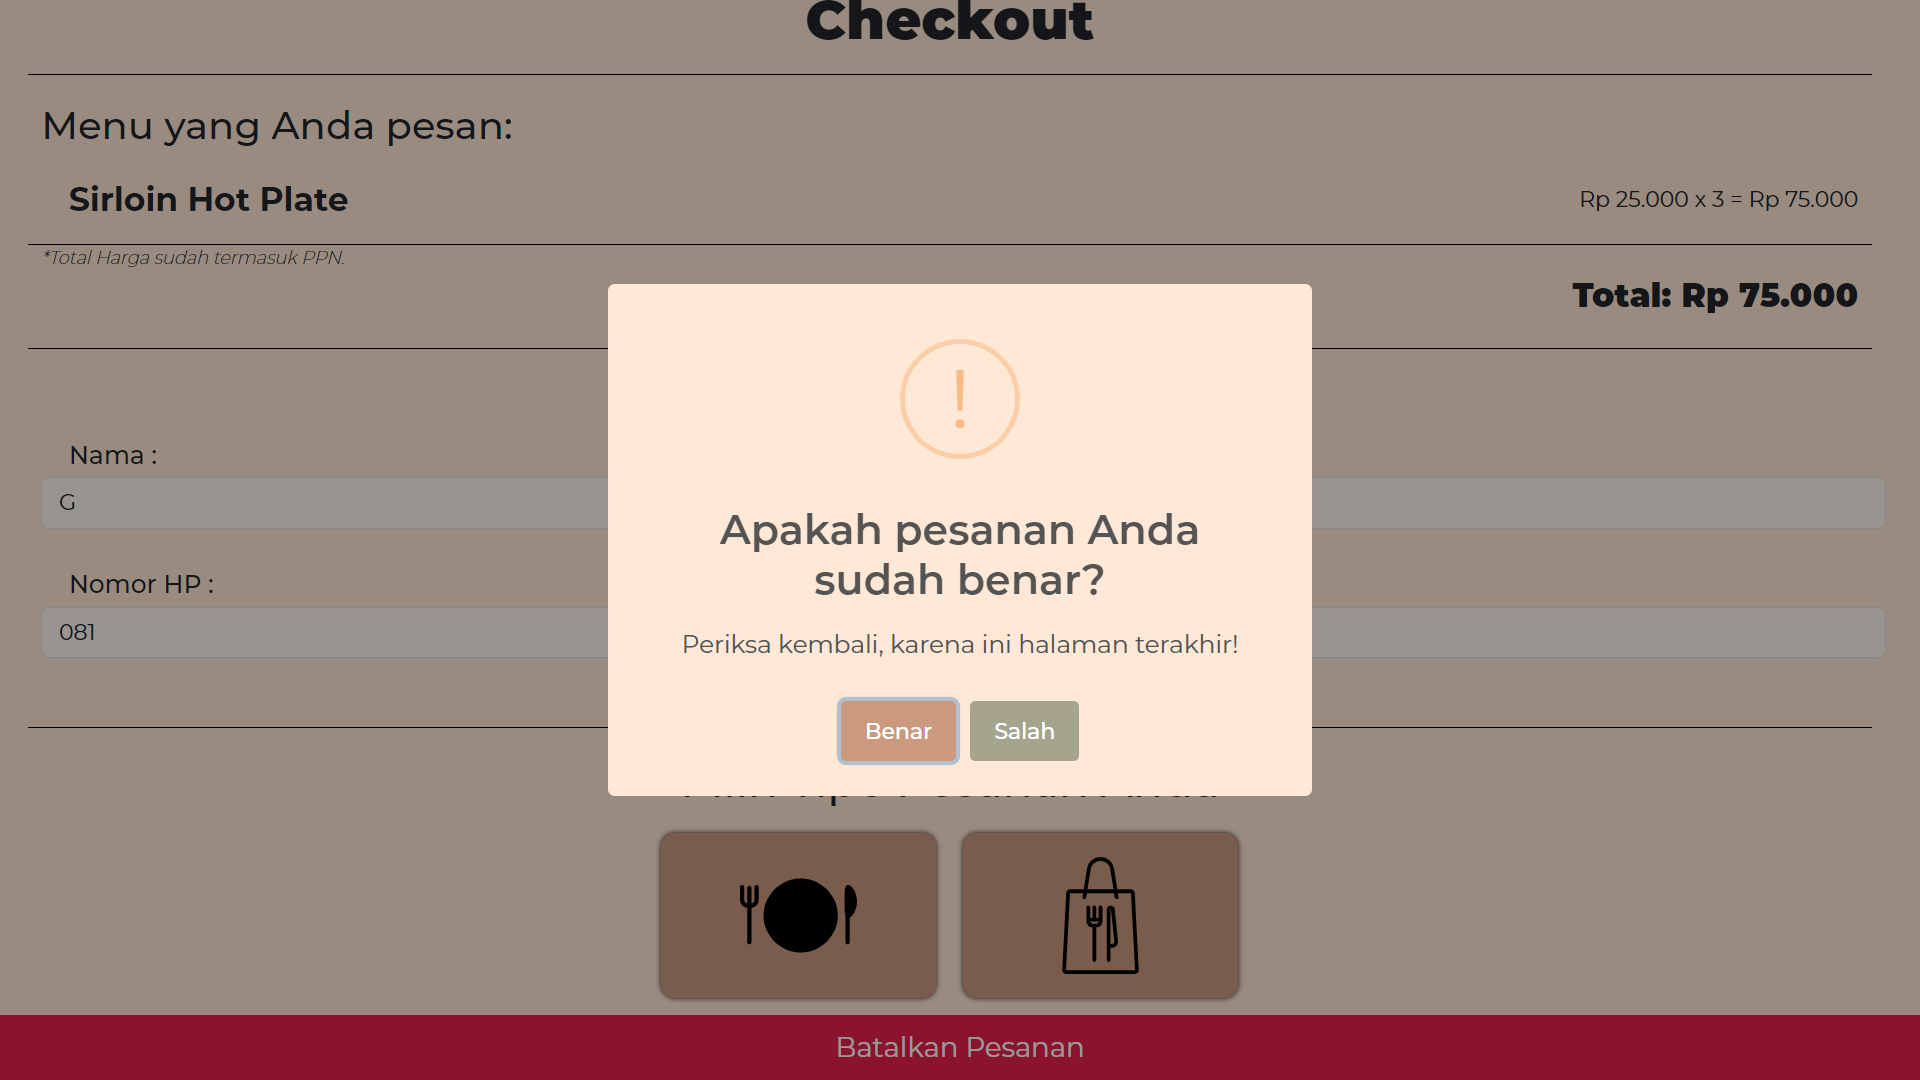 Checkout
Menu yang Anda pesan:
Sirloin Hot Plate
Rp 25.000 x 3 = Rp 75.000
*Total Harga sudah termasuk PPN.
Total: Rp 75.000
Nama :
G
Nomor HP :
081
!
Apakah pesanan Anda
sudah benar?
Periksa kembali, karena ini halaman terakhir!
Benar
Salah
Batalkan Pesanan